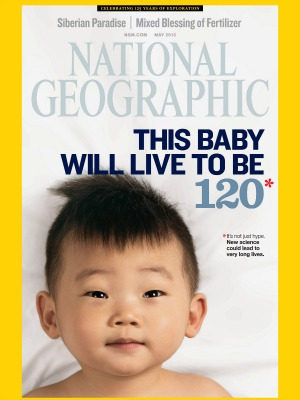 CELEBRATING 125 YEARS OF EXPLORATION
Siberian Paradise | Mixed Blessing of Fertilizer
NGM.COM MAY 2013
NATIONAL
GEOGRAPHIC
THIS BABY
WILL LIVE TO BE
120*
*It's not just hype.
New science
could lead to
very long lives.